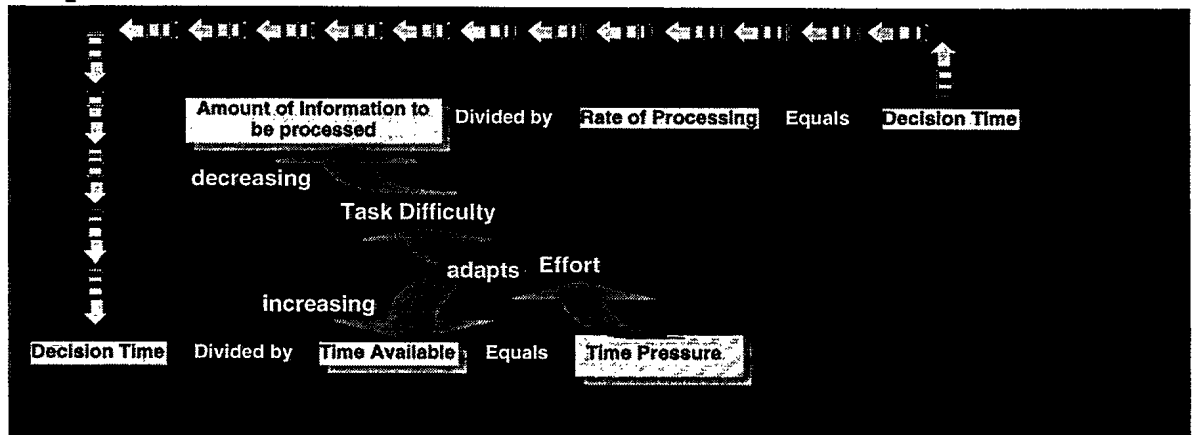 Amount of Information to
be processed
Divided by
Rate of Processing
Equals
Decision Time
decreasing
Task Difficulty
adapts
Effort
increasing
Decision Time
Divided by
Time Available
Equals
Time Pressure